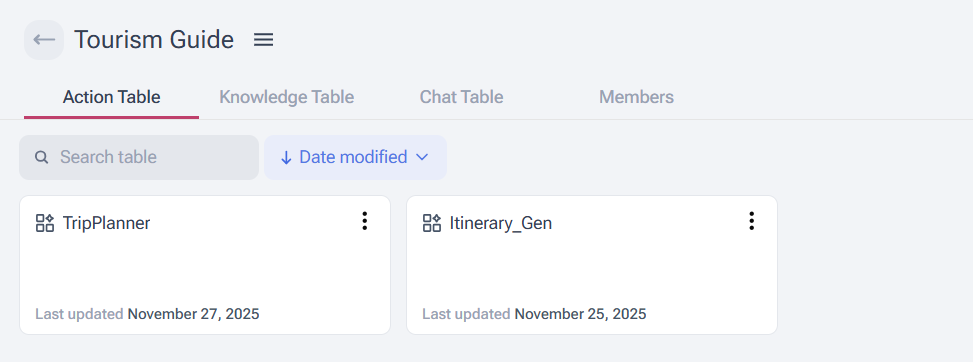 Tourism Guide
Action Table Knowledge Table Chat Table Members
Search table Date modified
TripPlanner Itinerary_Gen
Last updated November 27, 2025 Last updated November 25, 2025